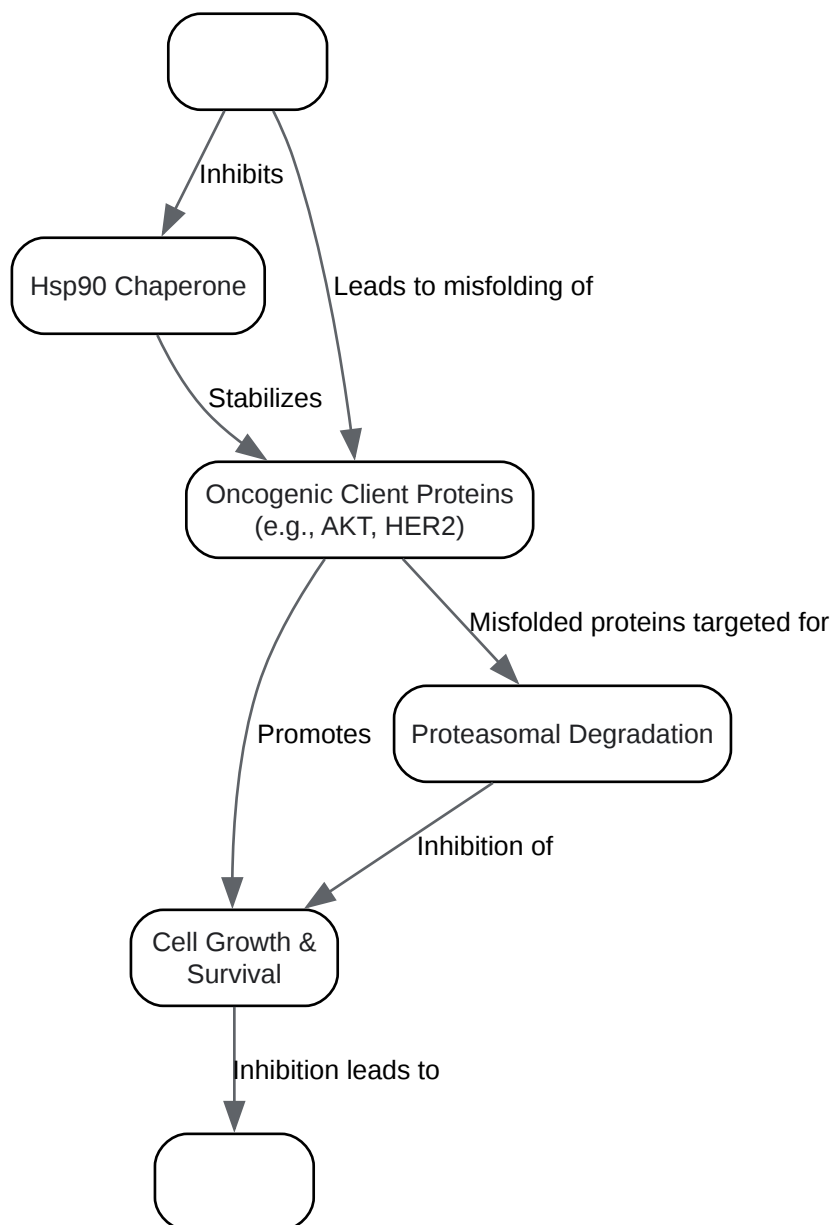 Inhibits
Hsp90 Chaperone
Leads to misfolding of
Stabilizes
Oncogenic Client Proteins
(e.g., AKT, HER2)
Misfolded proteins targeted for
Promotes
Proteasomal Degradation
Inhibition of
Cell Growth &
Survival
Inhibition leads to